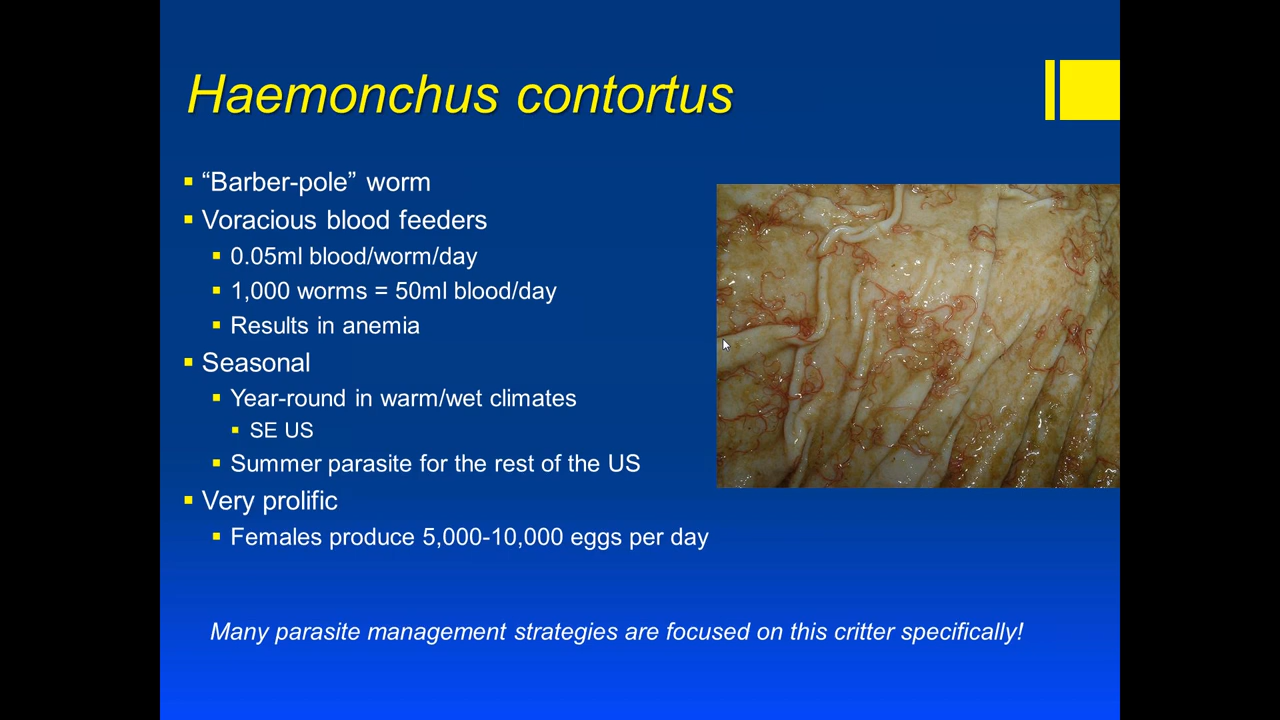 Haemonchus contortus
“Barber-pole” worm
Voracious blood feeders
0.05ml blood/worm/day
1,000 worms = 50ml blood/day
Results in anemia
Seasonal
Year-round in warm/wet climates
SE US
Summer parasite for the rest of the US
Very prolific
Females produce 5,000-10,000 eggs per day
Many parasite management strategies are focused on this critter specifically!